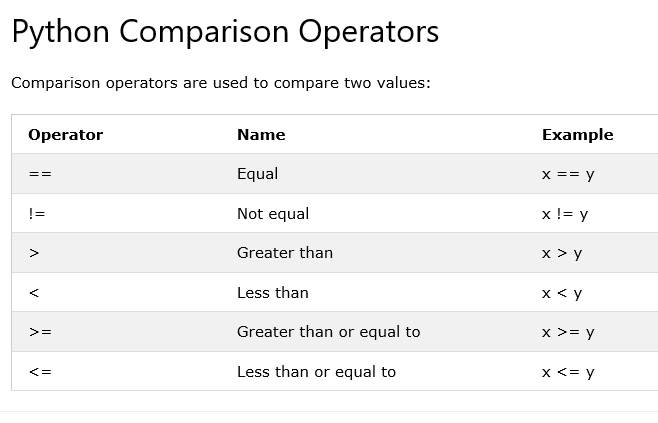 Python Comparison Operators
Comparison operators are used to compare two values:
Operator Name Example
== Equal x == y
!= Not equal x != y
> Greater than x > y
< Less than x < y
>= Greater than or equal to x >= y
<= Less than or equal to x <= y